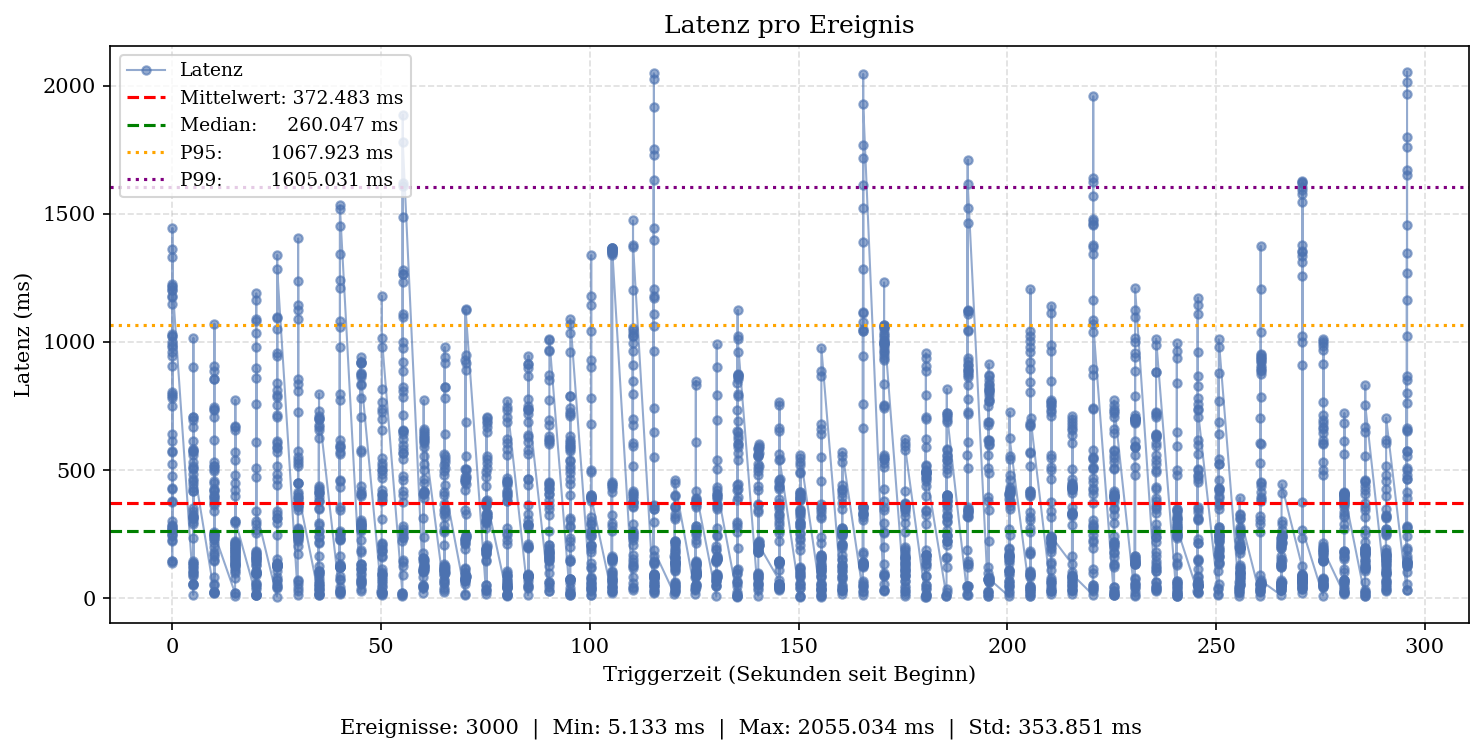 Latenz pro Ereignis
Latenz
Mittelwert: 372.483 ms
Median: 260.047 ms
P95: 1067.923 ms
P99: 1605.031 ms
Latenz (ms)
2000
1500
1000
500
0
0 50 100 150 200 250 300
Triggerzeit (Sekunden seit Beginn)
Ereignisse: 3000 | Min: 5.133 ms | Max: 2055.034 ms | Std: 353.851 ms